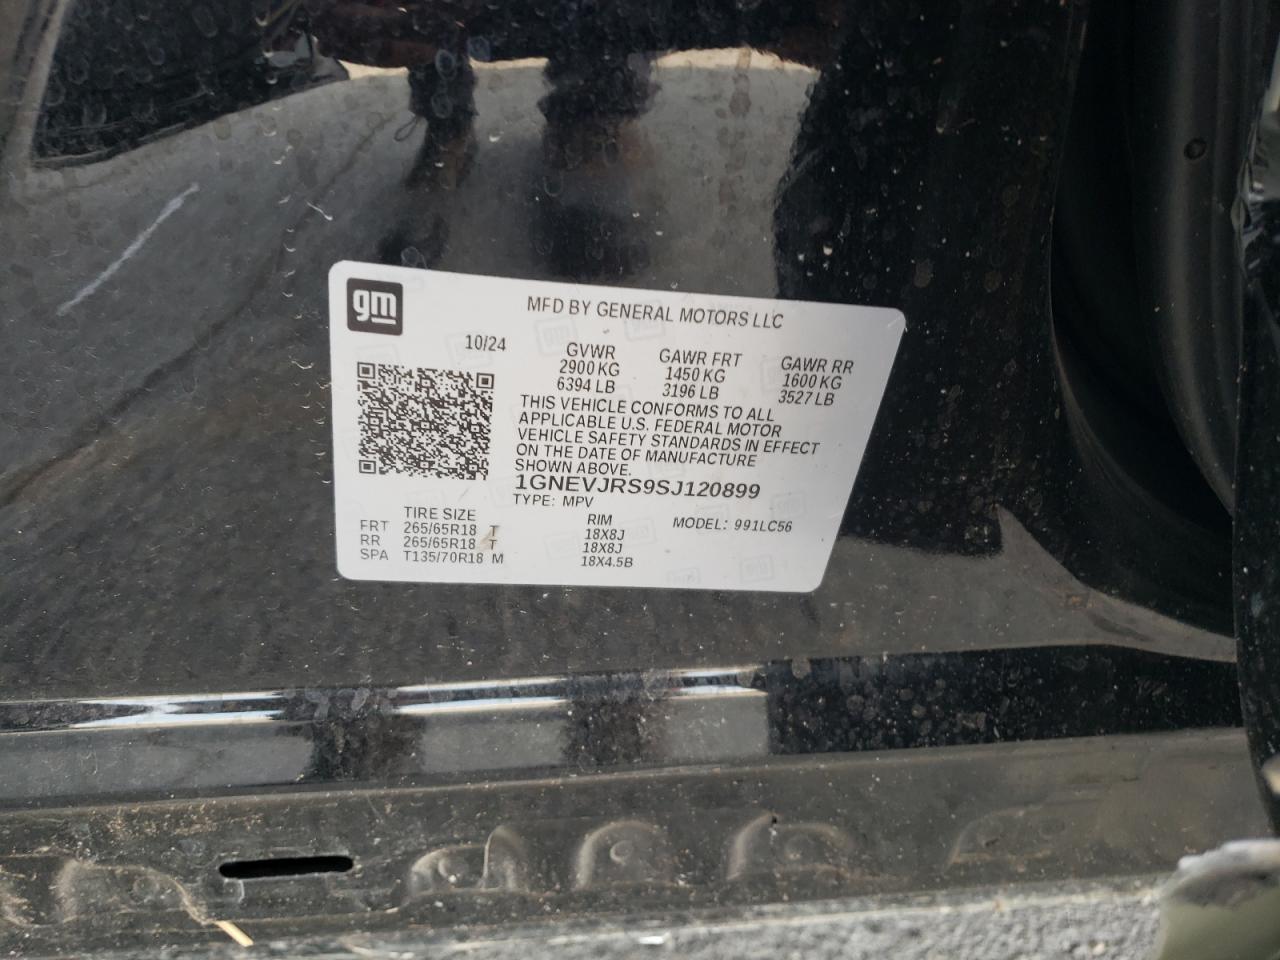 gm
MFD BY GENERAL MOTORS LLC
10/24
GVWR GAWR FRT GAWR RR
2900 KG 1450 KG 1600 KG
6394 LB 3196 LB 3527 LB
THIS VEHICLE CONFORMS TO ALL
APPLICABLE U.S. FEDERAL MOTOR
VEHICLE SAFETY STANDARDS IN EFFECT
ON THE DATE OF MANUFACTURE
SHOWN ABOVE.
1GNEVJRS9SJ120899
TYPE: MPV
TIRE SIZE RIM MODEL: 991LC56
FRT 265/65R18 T 18X8J
RR 265/65R18 T 18X8J
SPA T135/70R18 M 18X4.5B